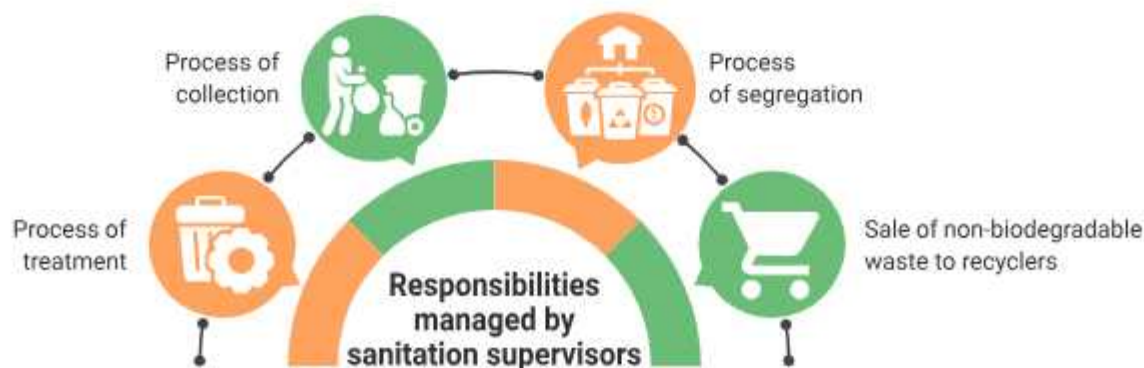 Process of
collection
Process
of segregation
Process of
treatment
Sale of non-biodegradable
waste to recyclers
Responsibilities
managed by
sanitation supervisors